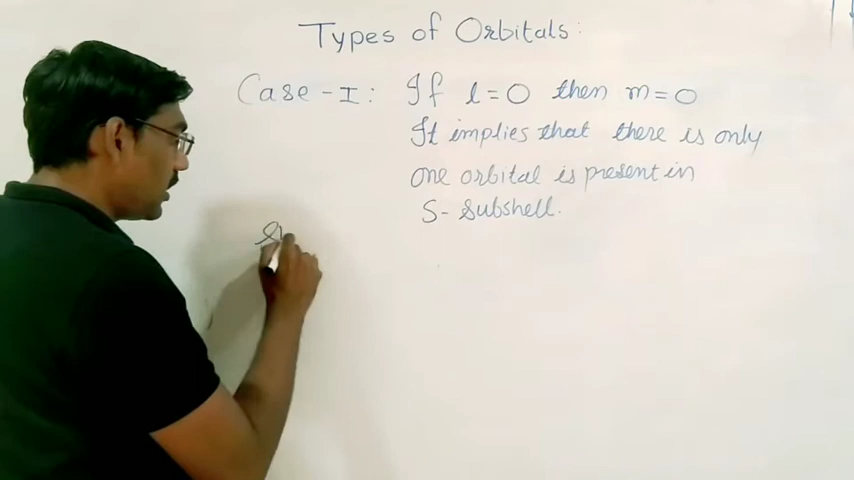 Types of Orbitals:
Case-I: If l=0 then m=0
It implies that there is only
one orbital is present in
S-Subshell.